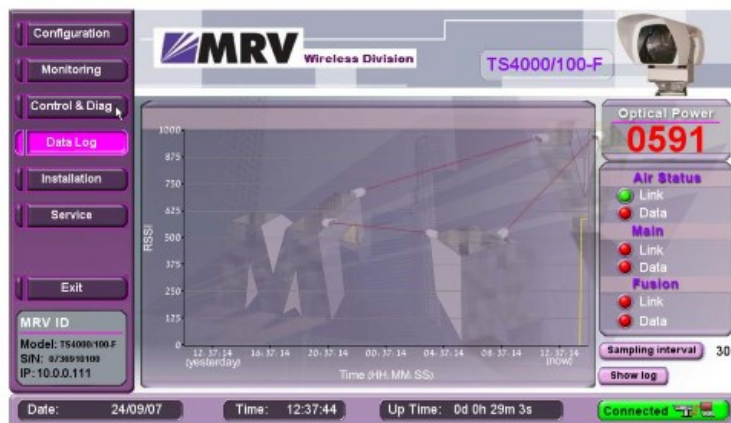 Configuration
Monitoring
Control & Diag
Data Log
Installation
Service
Exit
MRV ID
Model: TS4000/100-F
S/N: 0730910100
IP: 10.0.0.111
MRV Wireless Division
TS4000/100-F
1000
875
750
625
500
375
250
125
0
RSSI
12:37:14 16:37:14 20:37:14 00:37:14 04:37:14 08:37:14 12:37:14
(yesterday) (now)
Time (HH:MM:SS)
Optical Power
0591
Air Status
Link
Data
Main
Link
Data
Fusion
Link
Data
Sampling interval 30
Show log
Date: 24/09/07 Time: 12:37:44 Up Time: 0d 0h 29m 3s Connected